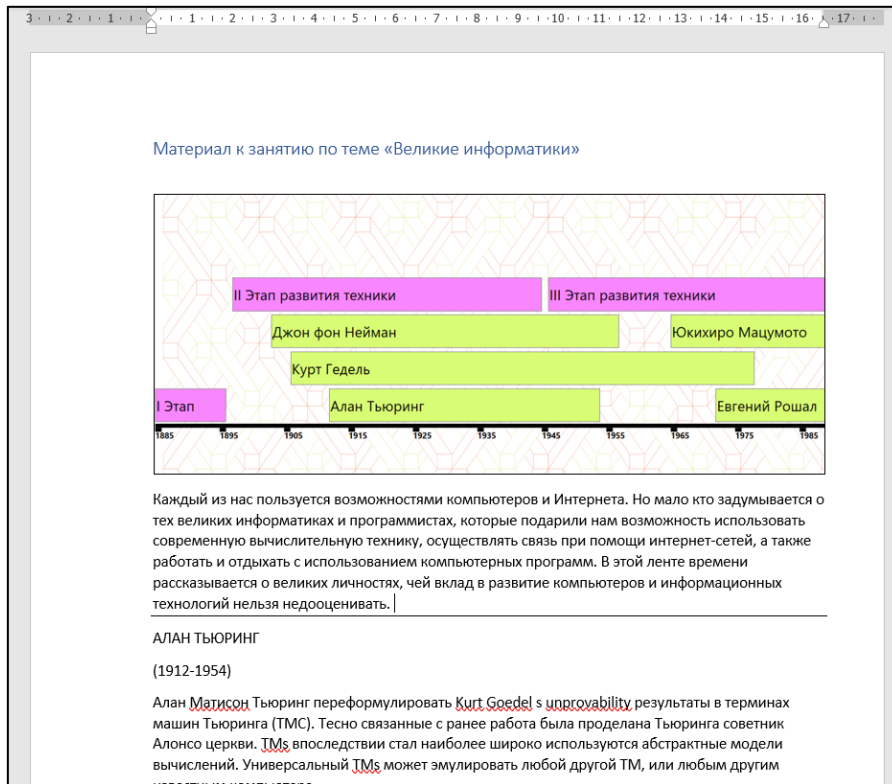 3 · 2 · 1 · 1 · 2 · 3 · 4 · 5 · 6 · 7 · 8 · 9 · 10 · 11 · 12 · 13 · 14 · 15 · 16 · 17
Материал к занятию по теме «Великие информатики»
II Этап развития техники III Этап развития техники
Джон фон Нейман Юкихиро Мацумото
Курт Гедель
I Этап Алан Тьюринг Евгений Рошал
1885 1895 1905 1915 1925 1935 1945 1955 1965 1975 1985
Каждый из нас пользуется возможностями компьютеров и Интернета. Но мало кто задумывается о
тех великих информатиках и программистах, которые подарили нам возможность использовать
современную вычислительную технику, осуществлять связь при помощи интернет-сетей, а также
работать и отдыхать с использованием компьютерных программ. В этой ленте времени
рассказывается о великих личностях, чей вклад в развитие компьютеров и информационных
технологий нельзя недооценивать.
АЛАН ТЬЮРИНГ
(1912-1954)
Алан Матисон Тьюринг переформулировать Kurt Goedel s unprovability результаты в терминах
машин Тьюринга (TMC). Тесно связанные с ранее работа была проделана Тьюринга советник
Алонсо церкви. TMs впоследствии стал наиболее широко используются абстрактные модели
вычислений. Универсальный TMs может эмулировать любой другой TM, или любым другим